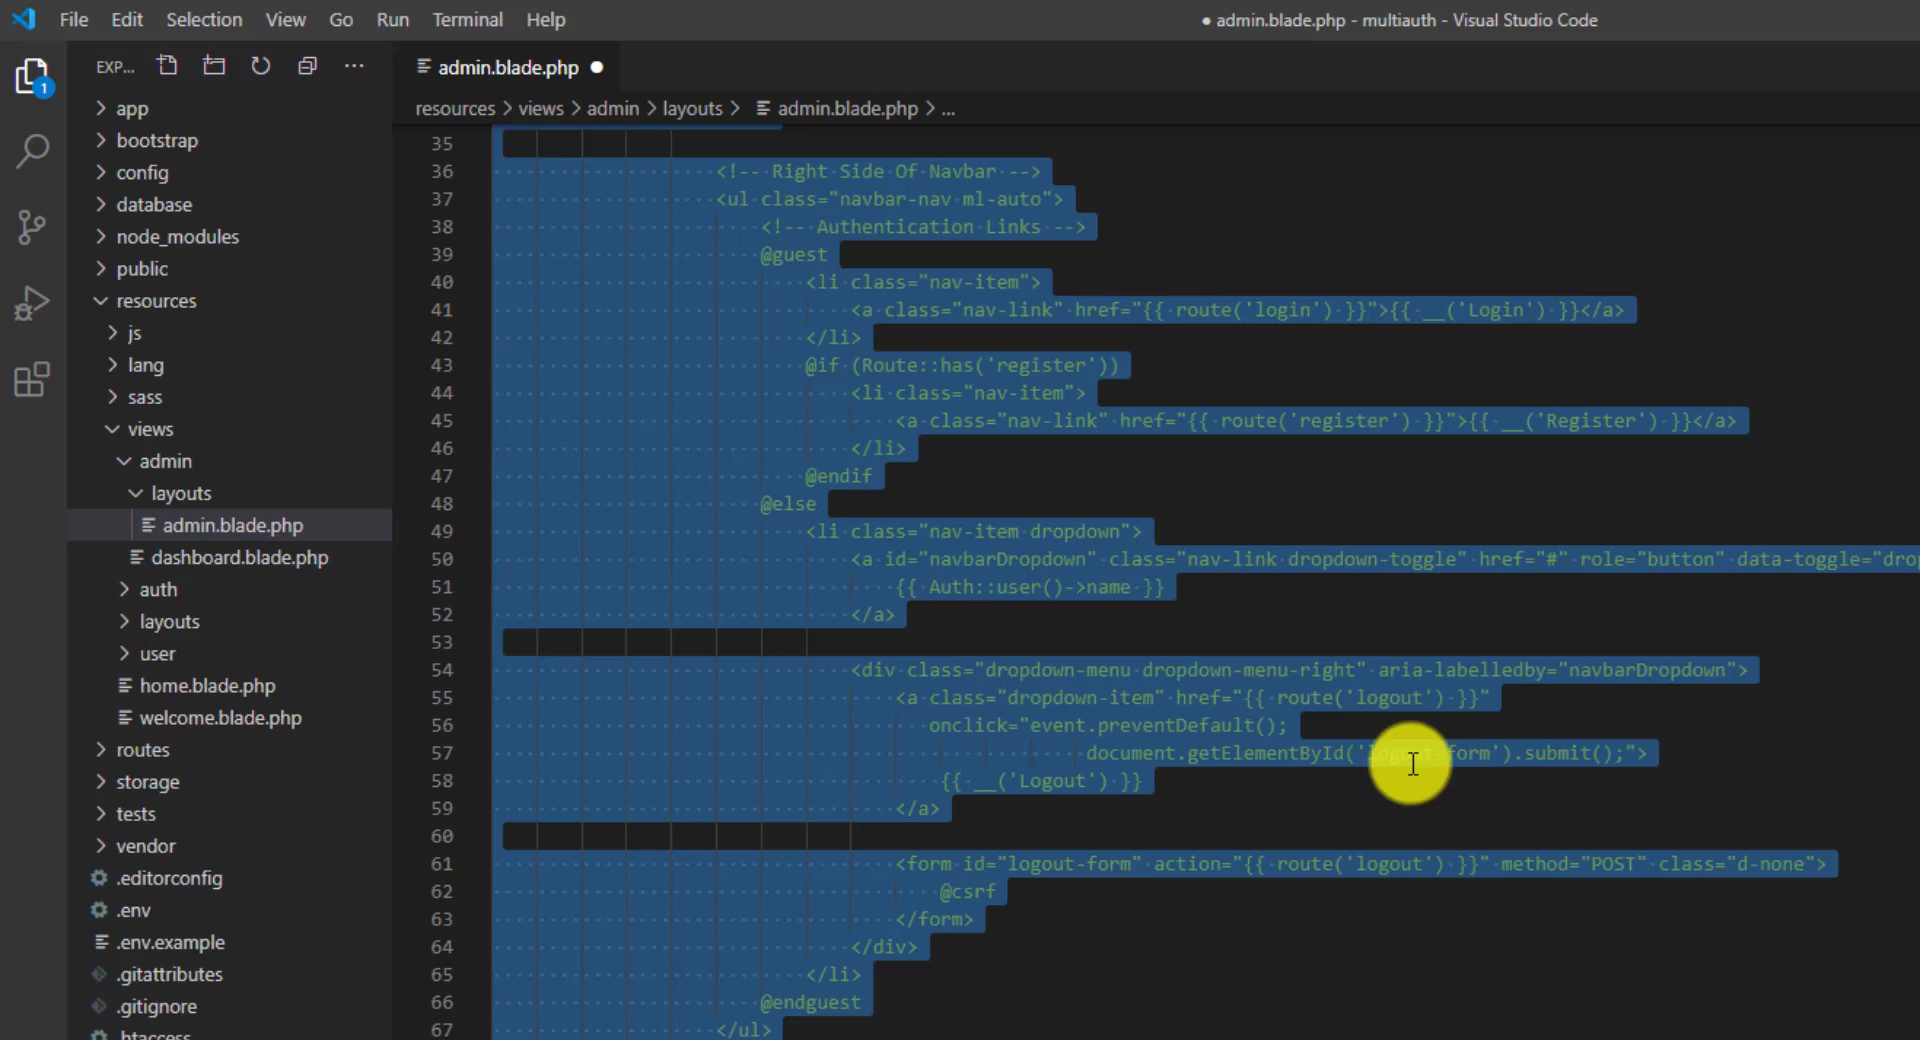 File Edit Selection View Go Run Terminal Help
● admin.blade.php - multiauth - Visual Studio Code
1
EXP...
app
bootstrap
config
database
node_modules
public
resources
js
lang
sass
views
admin
layouts
admin.blade.php
dashboard.blade.php
auth
layouts
user
home.blade.php
welcome.blade.php
routes
storage
tests
vendor
.editorconfig
.env
.env.example
.gitattributes
.gitignore
.htaccess
admin.blade.php ●
resources > views > admin > layouts > admin.blade.php > ...
35
36 <!-- Right Side Of Navbar -->
37 <ul class="navbar-nav ml-auto">
38 <!-- Authentication Links -->
39 @guest
40 <li class="nav-item">
41 <a class="nav-link" href="{{ route('login') }}">{{ __('Login') }}</a>
42 </li>
43 @if (Route::has('register'))
44 <li class="nav-item">
45 <a class="nav-link" href="{{ route('register') }}">{{ __('Register') }}</a>
46 </li>
47 @endif
48 @else
49 <li class="nav-item dropdown">
50 <a id="navbarDropdown" class="nav-link dropdown-toggle" href="#" role="button" data-toggle="drop
51 {{ Auth::user()->name }}
52 </a>
53
54 <div class="dropdown-menu dropdown-menu-right" aria-labelledby="navbarDropdown">
55 <a class="dropdown-item" href="{{ route('logout') }}"
56 onclick="event.preventDefault();
57 document.getElementById('logout-form').submit();">
58 {{ __('Logout') }}
59 </a>
60
61 <form id="logout-form" action="{{ route('logout') }}" method="POST" class="d-none">
62 @csrf
63 </form>
64 </div>
65 </li>
66 @endguest
67 </ul>